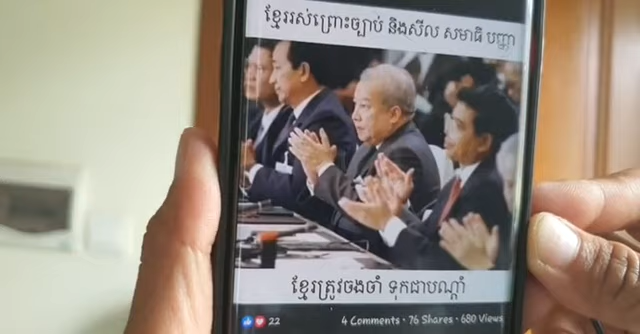 ខ្មែររស់ព្រោះច្បាប់ និងសីល សមាធិ បញ្ញា
ខ្មែរត្រូវចងចាំ ទុកជាបណ្ដាំ
22
4 Comments • 76 Shares • 680 Views